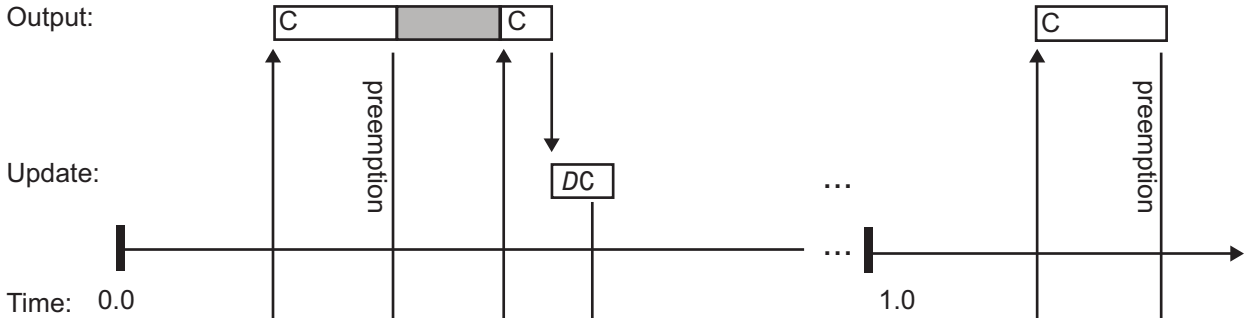 Output: C C C
preemption preemption
Update: DC ...
...
Time: 0.0 1.0